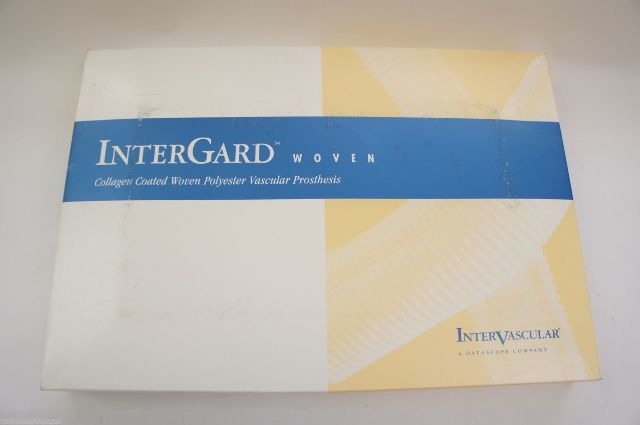 INTERGARD™ WOVEN
Collagen Coated Woven Polyester Vascular Prosthesis
INTERVASCULAR®
A DATASCOPE COMPANY